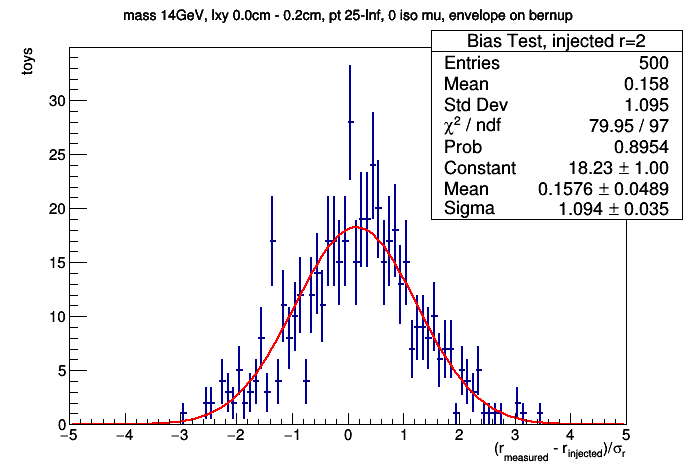 mass 14GeV, lxy 0.0cm - 0.2cm, pt 25-Inf, 0 iso mu, envelope on bernup
Bias Test, injected r=2
Entries 500
Mean 0.158
Std Dev 1.095
χ² / ndf 79.95 / 97
Prob 0.8954
Constant 18.23 ± 1.00
Mean 0.1576 ± 0.0489
Sigma 1.094 ± 0.035
toys
30
25
20
15
10
5
0
−5 −4 −3 −2 −1 0 1 2 3 4 5
(r_measured - r_injected)/σ_r